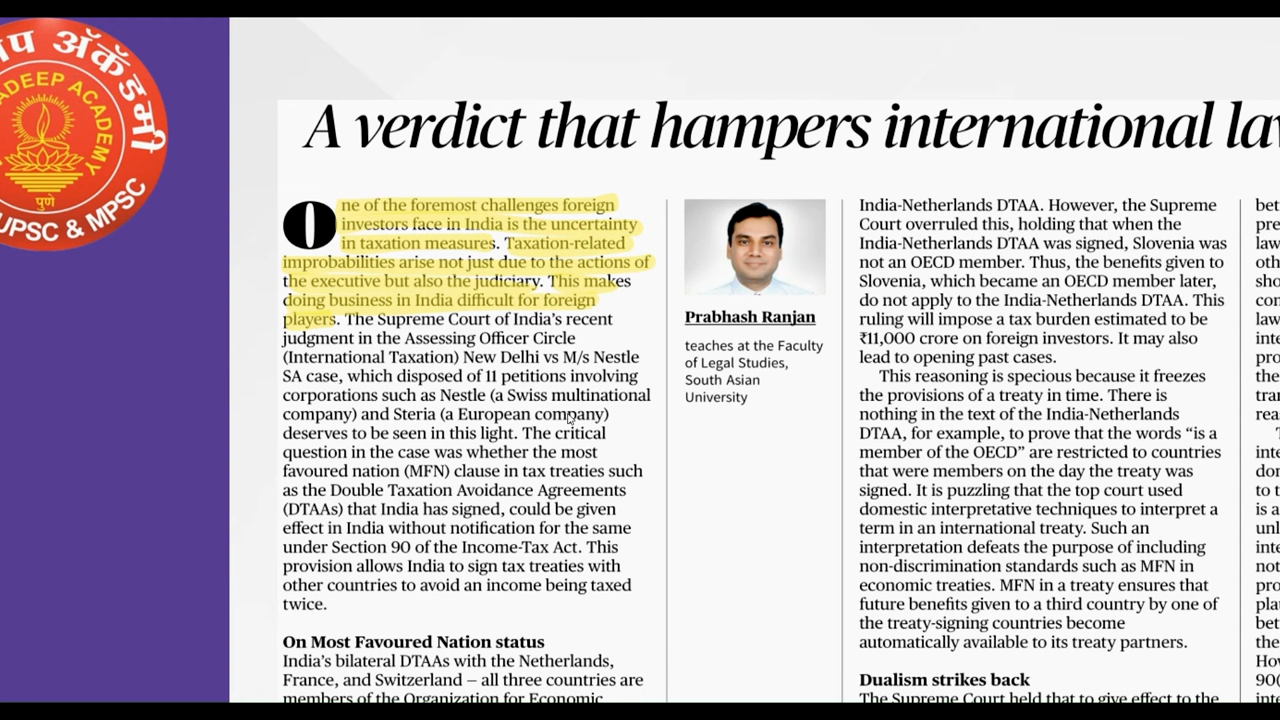 अॅकॅडमी
ADEEP ACADEMY
पुणे
UPSC & MPSC
A verdict that hampers international
One of the foremost challenges foreign
investors face in India is the uncertainty
in taxation measures. Taxation-related
improbabilities arise not just due to the actions of
the executive but also the judiciary. This makes
doing business in India difficult for foreign
players. The Supreme Court of India’s recent
judgment in the Assessing Officer Circle
(International Taxation) New Delhi vs M/s Nestle
SA case, which disposed of 11 petitions involving
corporations such as Nestle (a Swiss multinational
company) and Steria (a European company)
deserves to be seen in this light. The critical
question in the case was whether the most
favoured nation (MFN) clause in tax treaties such
as the Double Taxation Avoidance Agreements
(DTAAs) that India has signed, could be given
effect in India without notification for the same
under Section 90 of the Income-Tax Act. This
provision allows India to sign tax treaties with
other countries to avoid an income being taxed
twice.
On Most Favoured Nation status
India’s bilateral DTAAs with the Netherlands,
France, and Switzerland — all three countries are
members of the Organization for Economic
Prabhash Ranjan
teaches at the Faculty
of Legal Studies,
South Asian
University
India-Netherlands DTAA. However, the Supreme
Court overruled this, holding that when the
India-Netherlands DTAA was signed, Slovenia was
not an OECD member. Thus, the benefits given to
Slovenia, which became an OECD member later,
do not apply to the India-Netherlands DTAA. This
ruling will impose a tax burden estimated to be
₹11,000 crore on foreign investors. It may also
lead to opening past cases.
This reasoning is specious because it freezes
the provisions of a treaty in time. There is
nothing in the text of the India-Netherlands
DTAA, for example, to prove that the words “is a
member of the OECD” are restricted to countries
that were members on the day the treaty was
signed. It is puzzling that the top court used
domestic interpretative techniques to interpret a
term in an international treaty. Such an
interpretation defeats the purpose of including
non-discrimination standards such as MFN in
economic treaties. MFN in a treaty ensures that
future benefits given to a third country by one of
the treaty-signing countries become
automatically available to its treaty partners.
Dualism strikes back
The Supreme Court held that to give effect to the